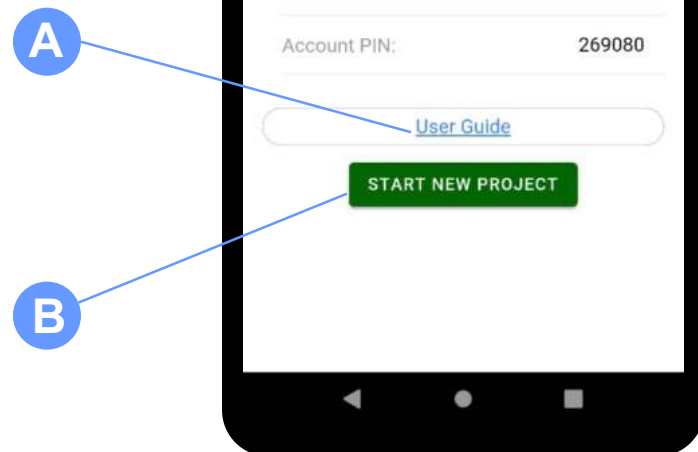 A
Account PIN: 269080
User Guide
START NEW PROJECT
B